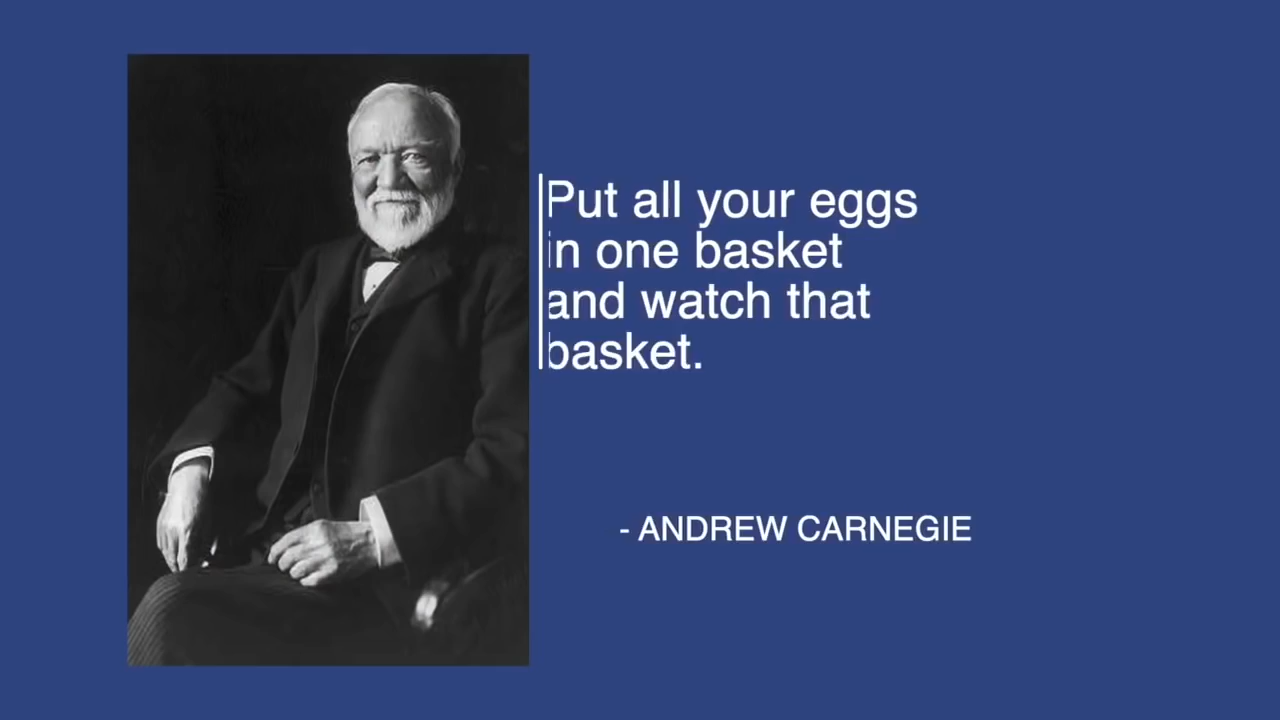 Put all your eggs
in one basket
and watch that
basket.
- ANDREW CARNEGIE